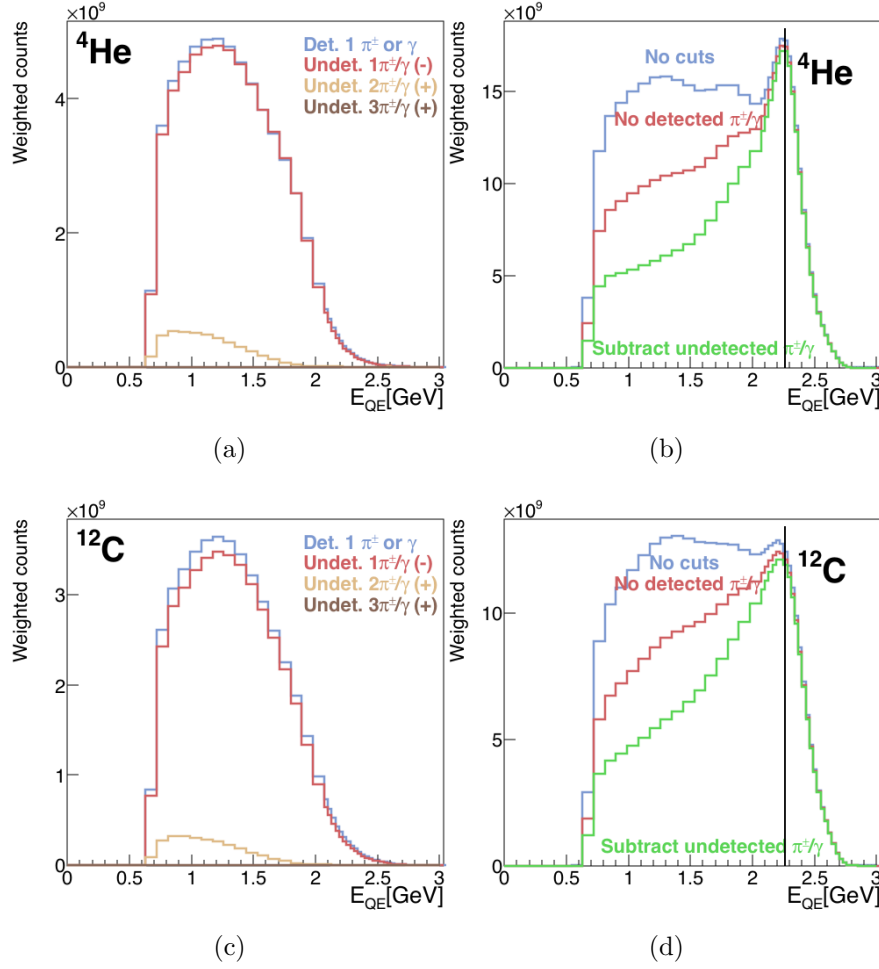 ×10⁹
⁴He
Det. 1 π± or γ
Undet. 1π±/γ (-)
Undet. 2π±/γ (+)
Undet. 3π±/γ (+)
Weighted counts
4
2
0
0 0.5 1 1.5 2 2.5 3
E_QE[GeV]
(a)
×10⁹
No cuts
⁴He
No detected π±/γ
Subtract undetected π±/γ
Weighted counts
15
10
5
0
0 0.5 1 1.5 2 2.5 3
E_QE[GeV]
(b)
×10⁹
¹²C
Det. 1 π± or γ
Undet. 1π±/γ (-)
Undet. 2π±/γ (+)
Undet. 3π±/γ (+)
Weighted counts
3
2
1
0
0 0.5 1 1.5 2 2.5 3
E_QE[GeV]
(c)
×10⁹
No cuts
¹²C
No detected π±/γ
Subtract undetected π±/γ
Weighted counts
10
5
0
0 0.5 1 1.5 2 2.5 3
E_QE[GeV]
(d)